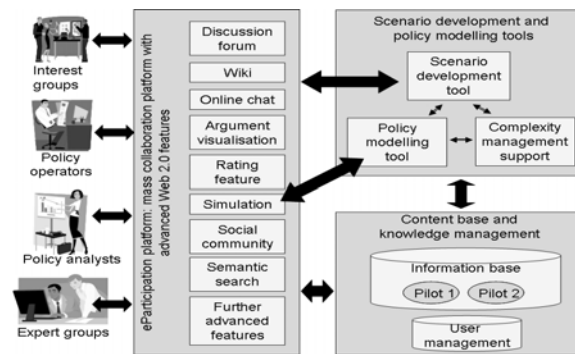 Interest
groups
Policy
operators
Policy analysts
Expert groups
eParticipation platform: mass collaboration platform with
advanced Web 2.0 features
Discussion
forum
Wiki
Online chat
Argument
visualisation
Rating
feature
Simulation
Social
community
Semantic
search
Further
advanced
features
Scenario development and
policy modelling tools
Scenario
development
tool
Policy
modelling
tool
Complexity
management
support
Content base and
knowledge management
Information base
Pilot 1
Pilot 2
User
management